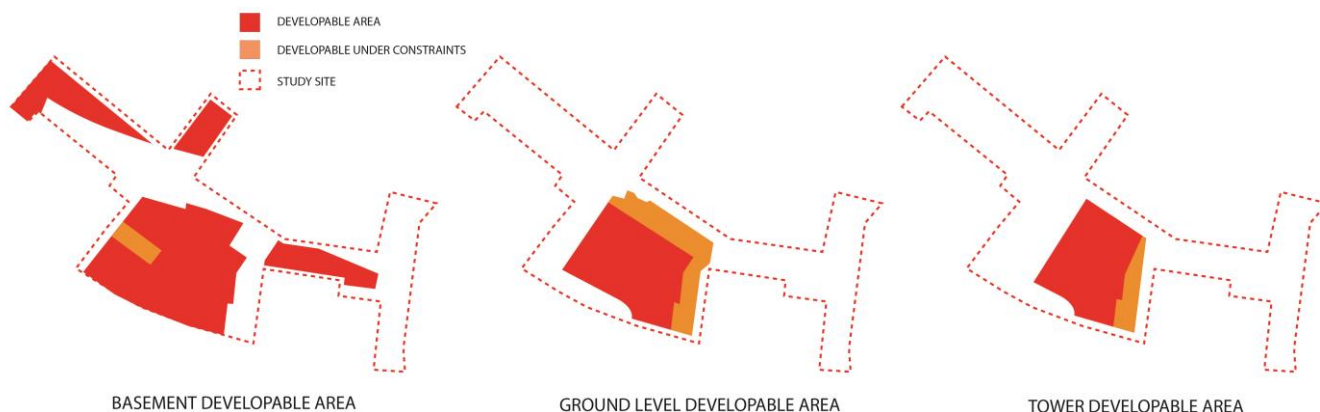 DEVELOPABLE AREA
DEVELOPABLE UNDER CONSTRAINTS
STUDY SITE
BASEMENT DEVELOPABLE AREA
GROUND LEVEL DEVELOPABLE AREA
TOWER DEVELOPABLE AREA